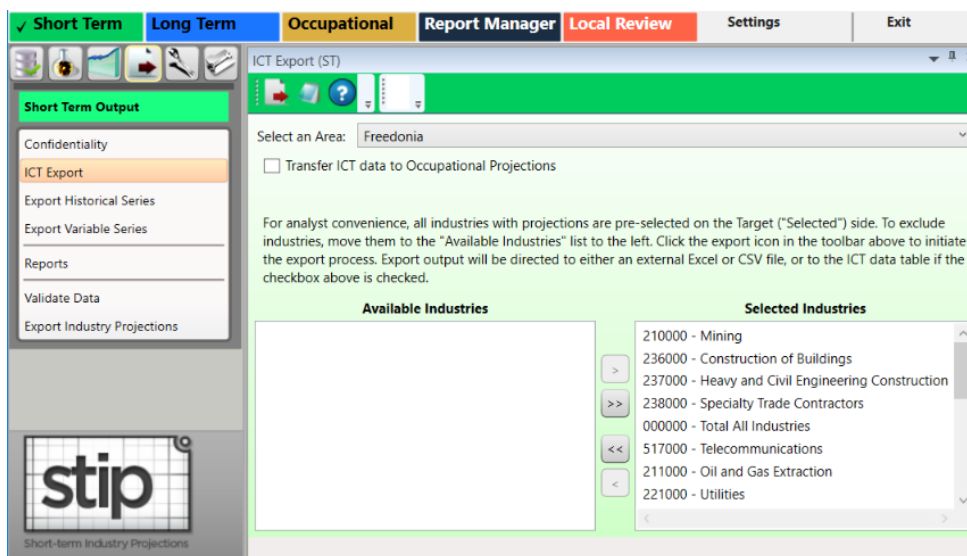 ✓ Short Term
Long Term
Occupational
Report Manager
Local Review
Settings
Exit
ICT Export (ST)
Short Term Output
Confidentiality
ICT Export
Export Historical Series
Export Variable Series
Reports
Validate Data
Export Industry Projections
Select an Area: Freedonia
Transfer ICT data to Occupational Projections
For analyst convenience, all industries with projections are pre-selected on the Target ("Selected") side. To exclude
industries, move them to the "Available Industries" list to the left. Click the export icon in the toolbar above to initiate
the export process. Export output will be directed to either an external Excel or CSV file, or to the ICT data table if the
checkbox above is checked.
Available Industries
>
>>
<<
<
Selected Industries
210000 - Mining
236000 - Construction of Buildings
237000 - Heavy and Civil Engineering Construction
238000 - Specialty Trade Contractors
000000 - Total All Industries
517000 - Telecommunications
211000 - Oil and Gas Extraction
221000 - Utilities
stip
Short-term Industry Projections